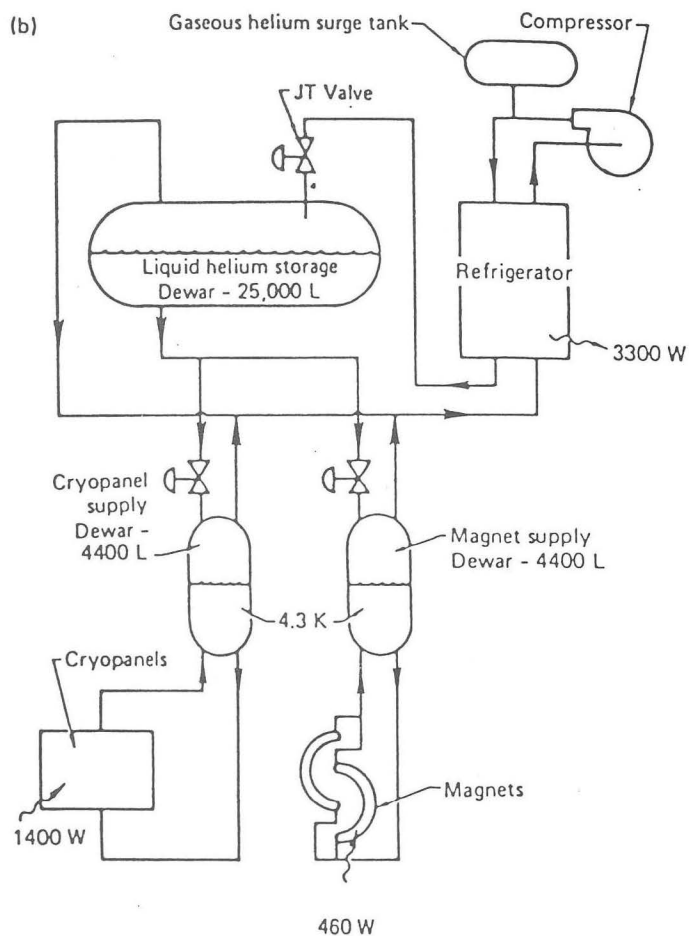 (b)
Gaseous helium surge tank
Compressor
JT Valve
Liquid helium storage
Dewar - 25,000 L
Refrigerator
3300 W
Cryopanel
supply
Dewar -
4400 L
Magnet supply
Dewar - 4400 L
4.3 K
Cryopanels
1400 W
Magnets
460 W